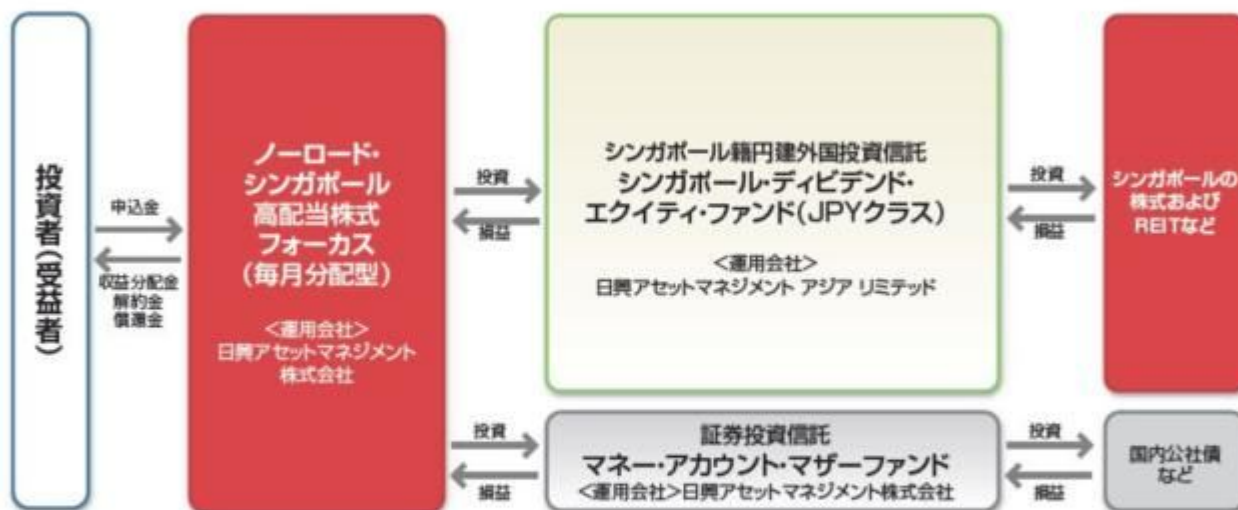 投資者(受益者)
申込金
収益分配金
解約金
償還金
ノーロード・
シンガポール
高配当株式
フォーカス
(毎月分配型)
<運用会社>
日興アセットマネジメント
株式会社
投資
損益
シンガポール籍円建外国投資信託
シンガポール・ディビデンド・
エクイティ・ファンド(JPYクラス)
<運用会社>
日興アセットマネジメント アジア リミテッド
投資
損益
シンガポールの
株式および
REITなど
投資
損益
証券投資信託
マネー・アカウント・マザーファンド
<運用会社>日興アセットマネジメント株式会社
投資
損益
国内公社債
など